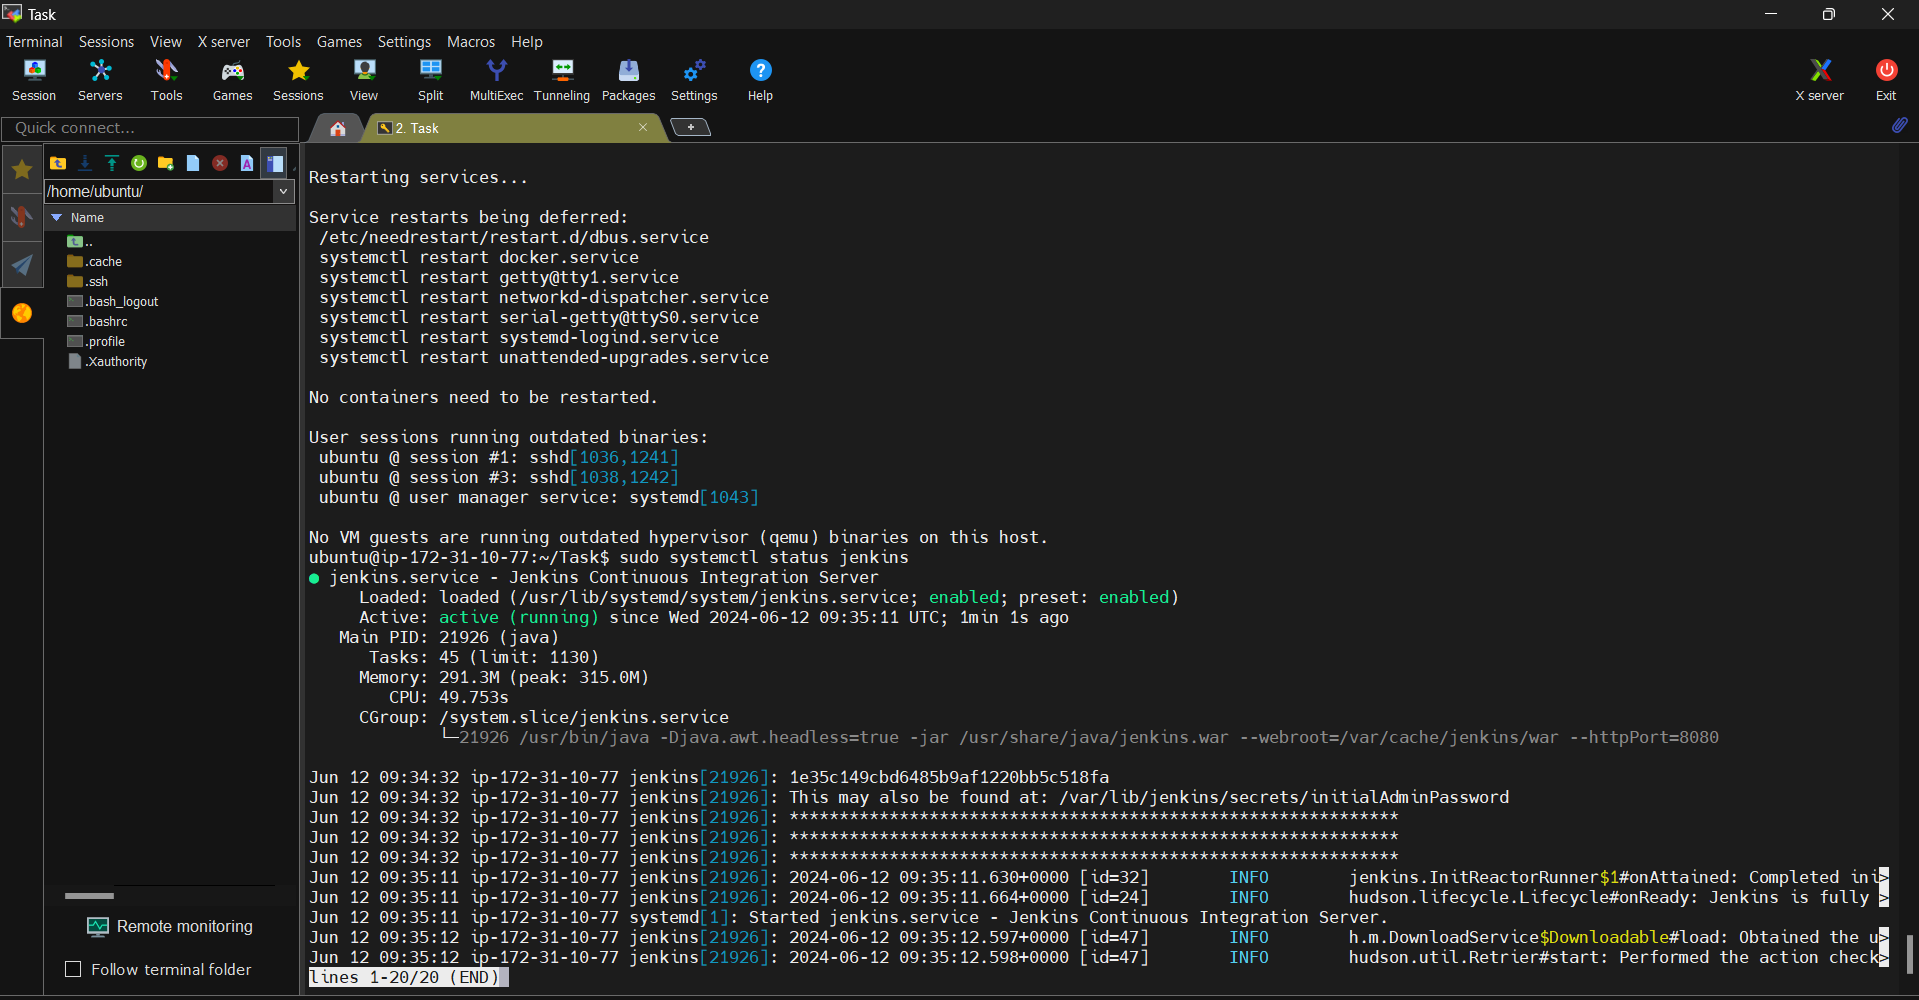 Task
Terminal Sessions View X server Tools Games Settings Macros Help
Session Servers Tools Games Sessions View Split MultiExec Tunneling Packages Settings Help X server Exit
Quick connect...
2. Task
/home/ubuntu/
Name
..
.cache
.ssh
.bash_logout
.bashrc
.profile
.Xauthority
Remote monitoring
Follow terminal folder
Restarting services...
Service restarts being deferred:
/etc/needrestart/restart.d/dbus.service
systemctl restart docker.service
systemctl restart getty@tty1.service
systemctl restart networkd-dispatcher.service
systemctl restart serial-getty@ttyS0.service
systemctl restart systemd-logind.service
systemctl restart unattended-upgrades.service
No containers need to be restarted.
User sessions running outdated binaries:
ubuntu @ session #1: sshd[1036,1241]
ubuntu @ session #3: sshd[1038,1242]
ubuntu @ user manager service: systemd[1043]
No VM guests are running outdated hypervisor (qemu) binaries on this host.
ubuntu@ip-172-31-10-77:~/Task$ sudo systemctl status jenkins
● jenkins.service - Jenkins Continuous Integration Server
Loaded: loaded (/usr/lib/systemd/system/jenkins.service; enabled; preset: enabled)
Active: active (running) since Wed 2024-06-12 09:35:11 UTC; 1min 1s ago
Main PID: 21926 (java)
Tasks: 45 (limit: 1130)
Memory: 291.3M (peak: 315.0M)
CPU: 49.753s
CGroup: /system.slice/jenkins.service
└─21926 /usr/bin/java -Djava.awt.headless=true -jar /usr/share/java/jenkins.war --webroot=/var/cache/jenkins/war --httpPort=8080
Jun 12 09:34:32 ip-172-31-10-77 jenkins[21926]: 1e35c149cbd6485b9af1220bb5c518fa
Jun 12 09:34:32 ip-172-31-10-77 jenkins[21926]: This may also be found at: /var/lib/jenkins/secrets/initialAdminPassword
Jun 12 09:34:32 ip-172-31-10-77 jenkins[21926]: *************************************************************
Jun 12 09:34:32 ip-172-31-10-77 jenkins[21926]: *************************************************************
Jun 12 09:34:32 ip-172-31-10-77 jenkins[21926]: *************************************************************
Jun 12 09:35:11 ip-172-31-10-77 jenkins[21926]: 2024-06-12 09:35:11.630+0000 [id=32] INFO jenkins.InitReactorRunner$1#onAttained: Completed ini>
Jun 12 09:35:11 ip-172-31-10-77 jenkins[21926]: 2024-06-12 09:35:11.664+0000 [id=24] INFO hudson.lifecycle.Lifecycle#onReady: Jenkins is fully >
Jun 12 09:35:11 ip-172-31-10-77 systemd[1]: Started jenkins.service - Jenkins Continuous Integration Server.
Jun 12 09:35:12 ip-172-31-10-77 jenkins[21926]: 2024-06-12 09:35:12.597+0000 [id=47] INFO h.m.DownloadService$Downloadable#load: Obtained the u>
Jun 12 09:35:12 ip-172-31-10-77 jenkins[21926]: 2024-06-12 09:35:12.598+0000 [id=47] INFO hudson.util.Retrier#start: Performed the action check>
lines 1-20/20 (END)